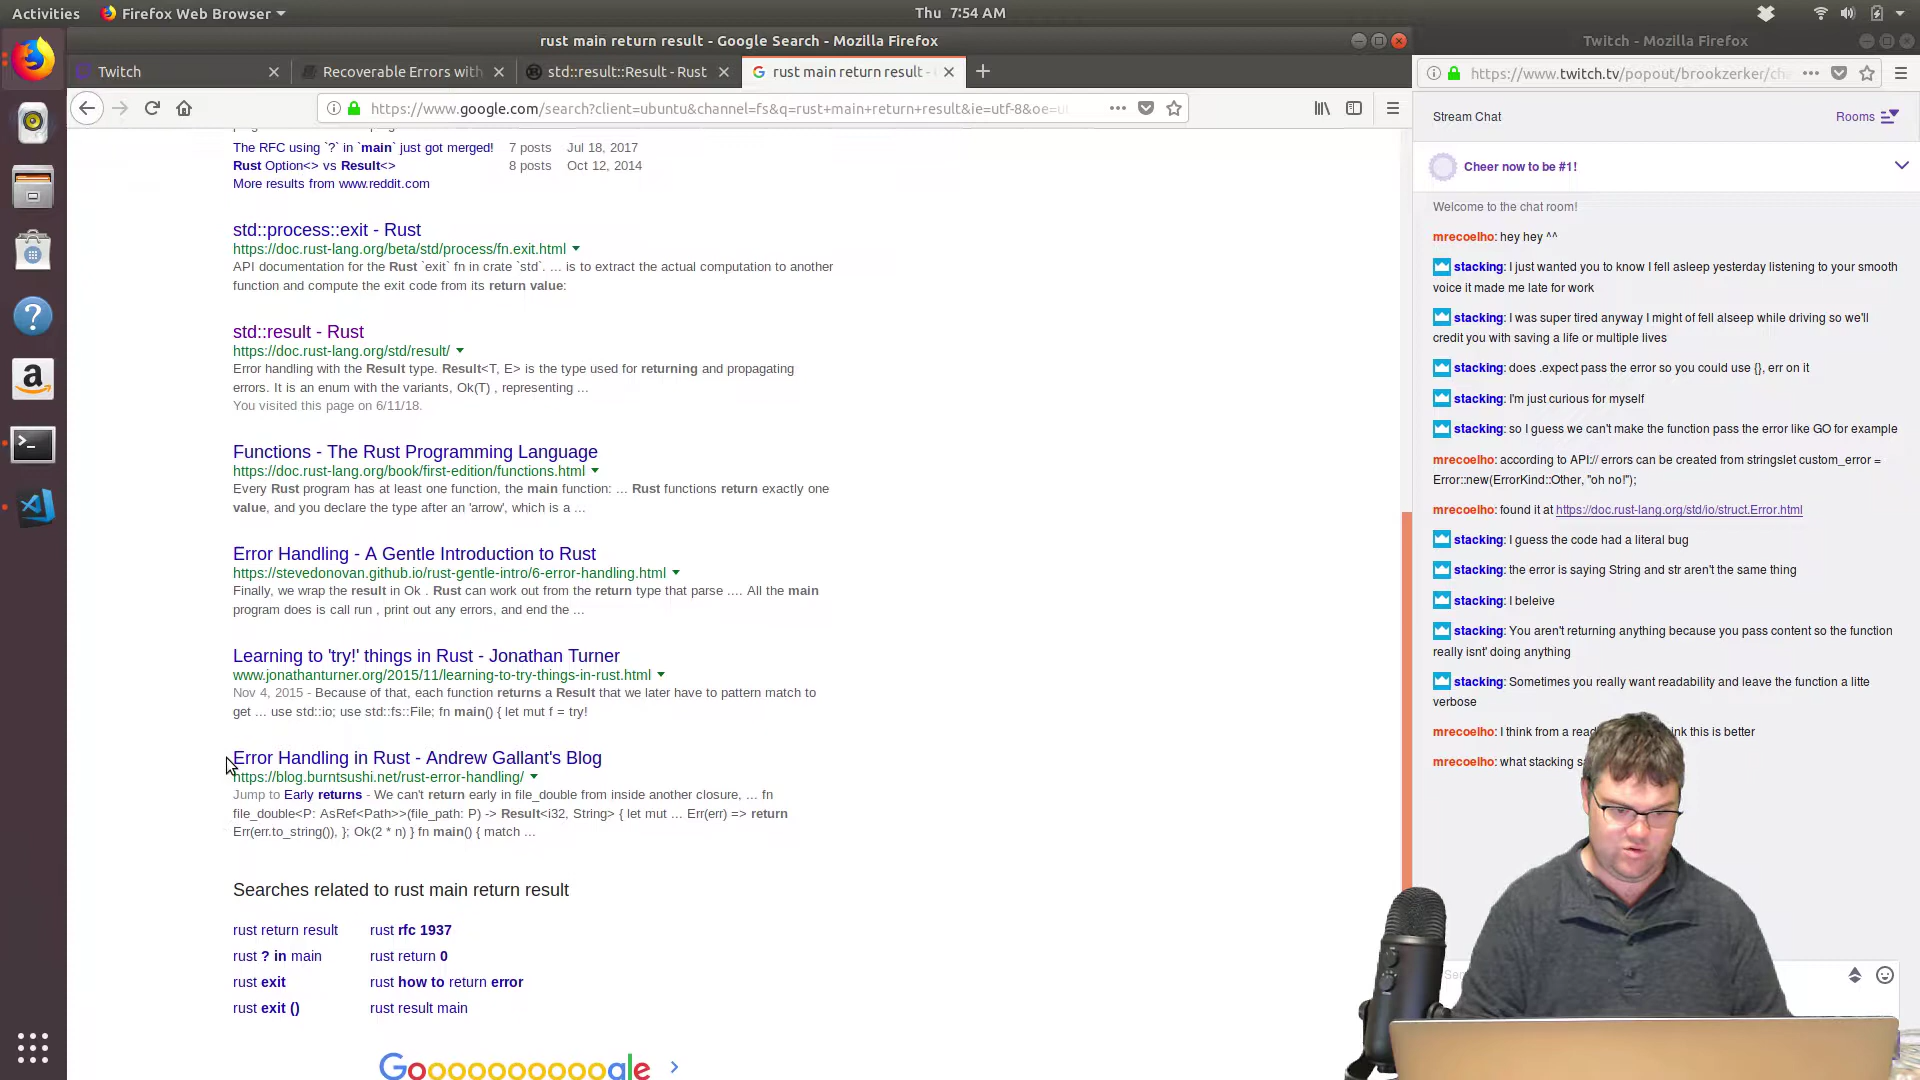 Activities
Firefox Web Browser
Thu 7:54 AM
rust main return result - Google Search - Mozilla Firefox
Twitch - Mozilla Firefox
Twitch
Recoverable Errors with
std::result::Result - Rust
rust main return result -
https://www.twitch.tv/popout/brookzerker/cha
https://www.google.com/search?client=ubuntu&channel=fs&q=rust+main+return+result&ie=utf-8&oe=u
The RFC using `?` in `main` just got merged! 7 posts Jul 18, 2017
Rust Option<> vs Result<> 8 posts Oct 12, 2014
More results from www.reddit.com
std::process::exit - Rust
https://doc.rust-lang.org/beta/std/process/fn.exit.html
API documentation for the Rust `exit` fn in crate `std`. ... is to extract the actual computation to another
function and compute the exit code from its return value:
std::result - Rust
https://doc.rust-lang.org/std/result/
Error handling with the Result type. Result<T, E> is the type used for returning and propagating
errors. It is an enum with the variants, Ok(T) , representing ...
You visited this page on 6/11/18.
Functions - The Rust Programming Language
https://doc.rust-lang.org/book/first-edition/functions.html
Every Rust program has at least one function, the main function: ... Rust functions return exactly one
value, and you declare the type after an 'arrow', which is a ...
Error Handling - A Gentle Introduction to Rust
https://stevedonovan.github.io/rust-gentle-intro/6-error-handling.html
Finally, we wrap the result in Ok . Rust can work out from the return type that parse .... All the main
program does is call run , print out any errors, and end the ...
Learning to 'try!' things in Rust - Jonathan Turner
www.jonathanturner.org/2015/11/learning-to-try-things-in-rust.html
Nov 4, 2015 - Because of that, each function returns a Result that we later have to pattern match to
get ... use std::io; use std::fs::File; fn main() { let mut f = try!
Error Handling in Rust - Andrew Gallant's Blog
https://blog.burntsushi.net/rust-error-handling/
Jump to Early returns - We can't return early in file_double from inside another closure, ... fn
file_double<P: AsRef<Path>>(file_path: P) -> Result<i32, String> { let mut ... Err(err) => return
Err(err.to_string()), }; Ok(2 * n) } fn main() { match ...
Searches related to rust main return result
rust return result rust rfc 1937
rust ? in main rust return 0
rust exit rust how to return error
rust exit () rust result main
Goooooooooogle
Stream Chat
Rooms
Cheer now to be #1!
Welcome to the chat room!
mrecoelho: hey hey ^^
stacking: I just wanted you to know I fell asleep yesterday listening to your smooth
voice it made me late for work
stacking: I was super tired anyway I might of fell alseep while driving so we'll
credit you with saving a life or multiple lives
stacking: does .expect pass the error so you could use {}, err on it
stacking: I'm just curious for myself
stacking: so I guess we can't make the function pass the error like GO for example
mrecoelho: according to API:// errors can be created from stringslet custom_error =
Error::new(ErrorKind::Other, "oh no!");
mrecoelho: found it at https://doc.rust-lang.org/std/io/struct.Error.html
stacking: I guess the code had a literal bug
stacking: the error is saying String and str aren't the same thing
stacking: I beleive
stacking: You aren't returning anything because you pass content so the function
really isnt' doing anything
stacking: Sometimes you really want readability and leave the function a litte
verbose
mrecoelho: I think from a think this is better
mrecoelho: what stacking